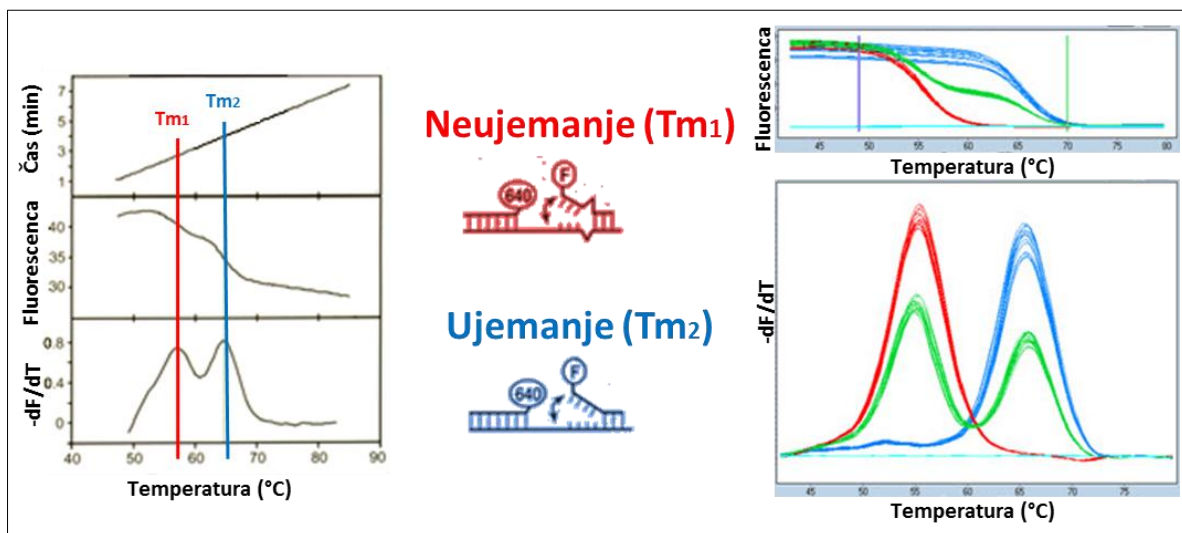 Čas (min)
7
5
3
1
Tm1
Tm2
Fluorescenca
40
35
30
-dF/dT
0.8
0.4
0
40
50
60
70
80
90
Temperatura (°C)
Neujemanje (Tm1)
640
F
Ujemanje (Tm2)
640
F
Fluorescenca
45
50
55
60
65
70
75
80
Temperatura (°C)
-dF/dT
45
50
55
60
65
70
75
Temperatura (°C)